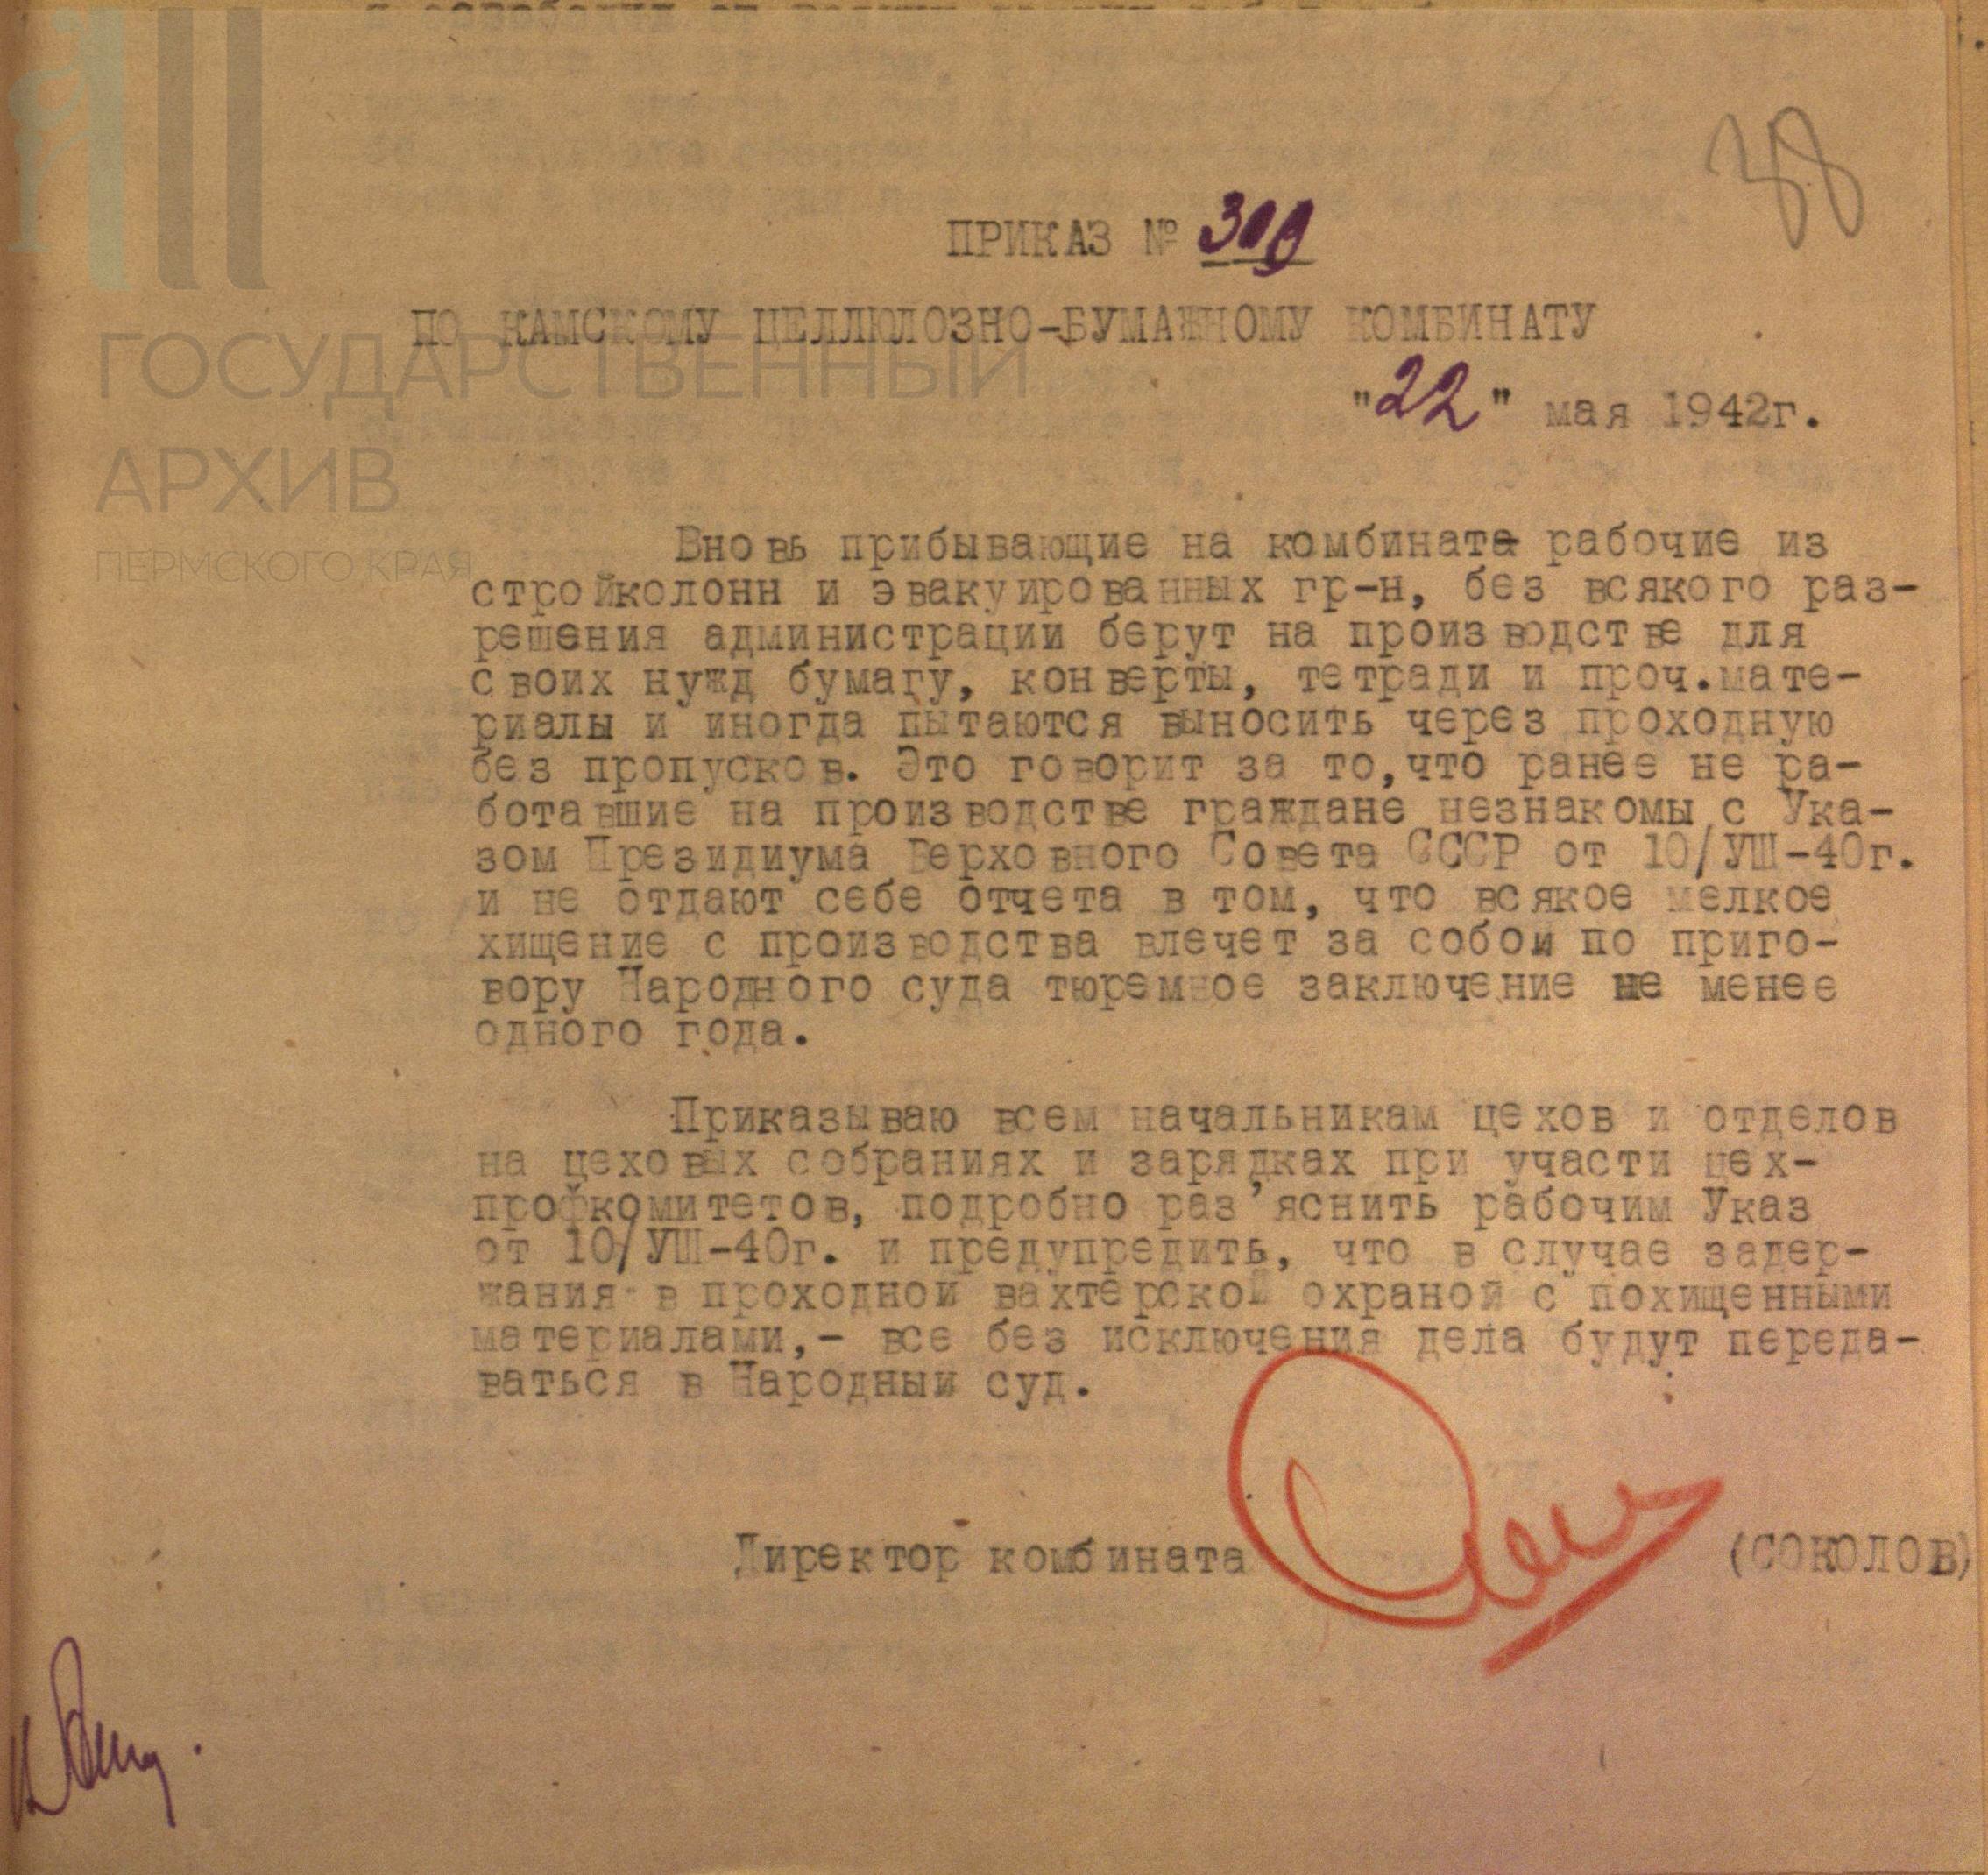 38
ПРИКАЗ № 300
ПО КАМСКОМУ ЦЕЛЛЮЛОЗНО-БУМАЖНОМУ КОМБИНАТУ
"22" мая 1942г.
ГОСУДАРСТВЕННЫЙ
АРХИВ
ПЕРМСКОГО КРАЯ
Вновь прибывающие на комбинат рабочие из
стройколонн и эвакуированных гр-н, без всякого раз-
решения администрации берут на производстве для
своих нужд бумагу, конверты, тетради и проч.мате-
риалы и иногда пытаются выносить через проходную
без пропусков. Это говорит за то,что ранее не ра-
ботавшие на производстве граждане незнакомы с Ука-
зом Президиума Верховного Совета СССР от 10/УШ-40г.
и не отдают себе отчета в том, что всякое мелкое
хищение с производства влечет за собой по приго-
вору Народного суда тюремное заключение не менее
одного года.
Приказываю всем начальникам цехов и отделов
на цеховых собраниях и зарядках при участи цех-
профкомитетов, подробно раз'яснить рабочим Указ
от 10/УШ-40г. и предупредить, что в случае задер-
жания в проходной вахтерской охраной с похищенными
материалами,- все без исключения дела будут переда-
ваться в Народный суд.
Директор комбината (СОКОЛОВ)